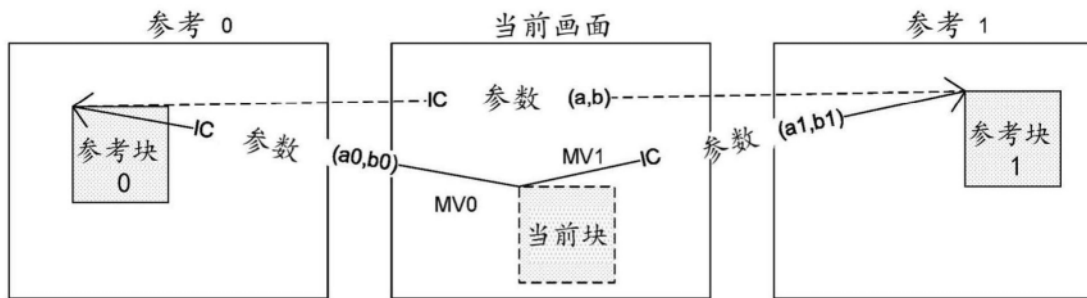 参考 0
当前画面
参考 1
IC 参数 (a,b)
IC 参数 (a0,b0)
MV1
IC 参数 (a1,b1)
参考块
0
MV0
当前块
参考块
1